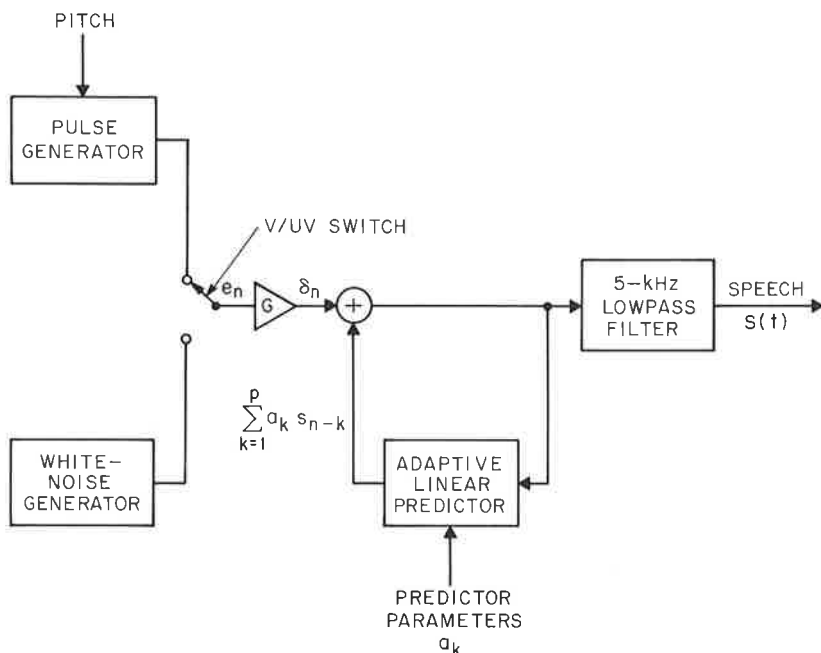 PITCH
PULSE
GENERATOR
V/UV SWITCH
e_n
G
δ_n
+
5-kHz
LOWPASS
FILTER
SPEECH
S(t)
p
∑ a_k s_{n-k}
k=1
WHITE-
NOISE
GENERATOR
ADAPTIVE
LINEAR
PREDICTOR
PREDICTOR
PARAMETERS
a_k